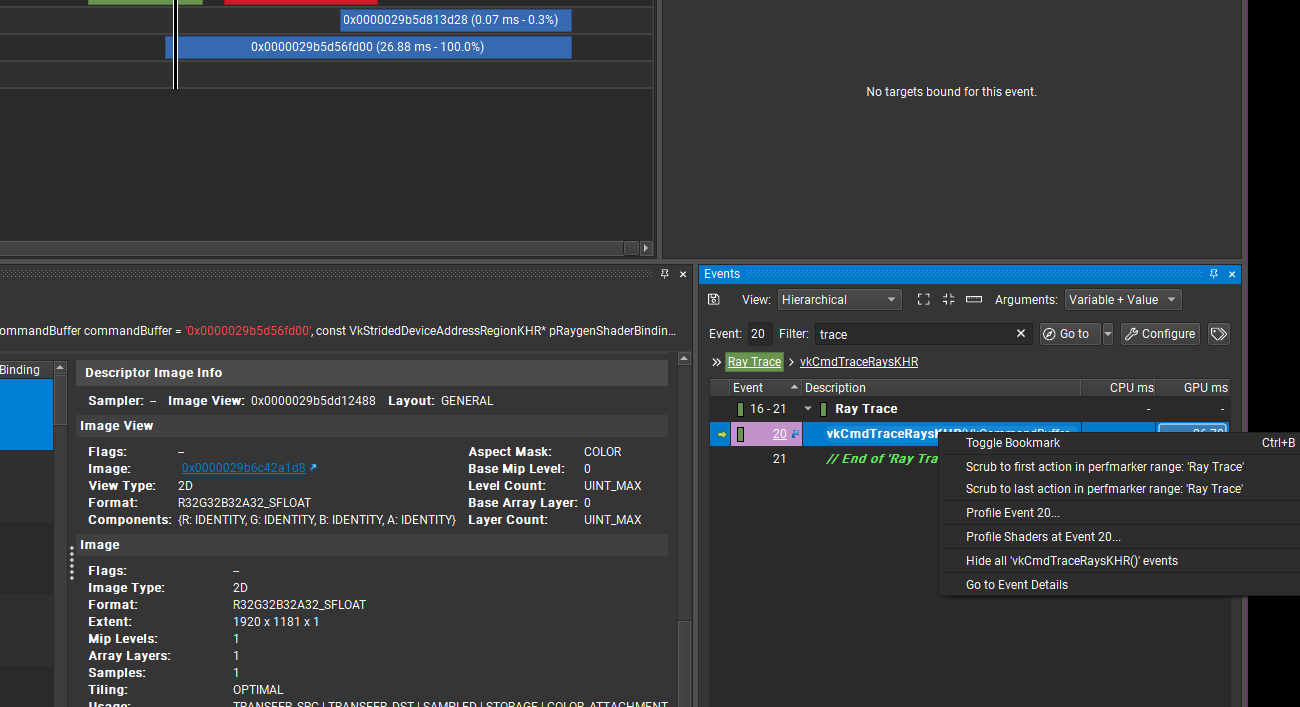 0x0000029b5d813d28 (0.07 ms - 0.3%)
0x0000029b5d56fd00 (26.88 ms - 100.0%)
No targets bound for this event.
ommandBuffer commandBuffer = '0x0000029b5d56fd00', const VkStridedDeviceAddressRegionKHR* pRaygenShaderBindin...
Binding
Descriptor Image Info
Sampler: -- Image View: 0x0000029b5dd12488 Layout: GENERAL
Image View
Flags: --
Image: 0x0000029b6c42a1d8
View Type: 2D
Format: R32G32B32A32_SFLOAT
Components: {R: IDENTITY, G: IDENTITY, B: IDENTITY, A: IDENTITY}
Aspect Mask: COLOR
Base Mip Level: 0
Level Count: UINT_MAX
Base Array Layer: 0
Layer Count: UINT_MAX
Image
Flags: --
Image Type: 2D
Format: R32G32B32A32_SFLOAT
Extent: 1920 x 1181 x 1
Mip Levels: 1
Array Layers: 1
Samples: 1
Tiling: OPTIMAL
Usage: TRANSFER_SRC | TRANSFER_DST | SAMPLED | STORAGE | COLOR_ATTACHMENT
Events
View: Hierarchical Arguments: Variable + Value
Event: 20 Filter: trace Go to Configure
» Ray Trace > vkCmdTraceRaysKHR
Event Description CPU ms GPU ms
16 - 21 Ray Trace - -
20 vkCmdTraceRaysK
21 // End of 'Ray Tra
Toggle Bookmark Ctrl+B
Scrub to first action in perfmarker range: 'Ray Trace'
Scrub to last action in perfmarker range: 'Ray Trace'
Profile Event 20...
Profile Shaders at Event 20...
Hide all 'vkCmdTraceRaysKHR()' events
Go to Event Details